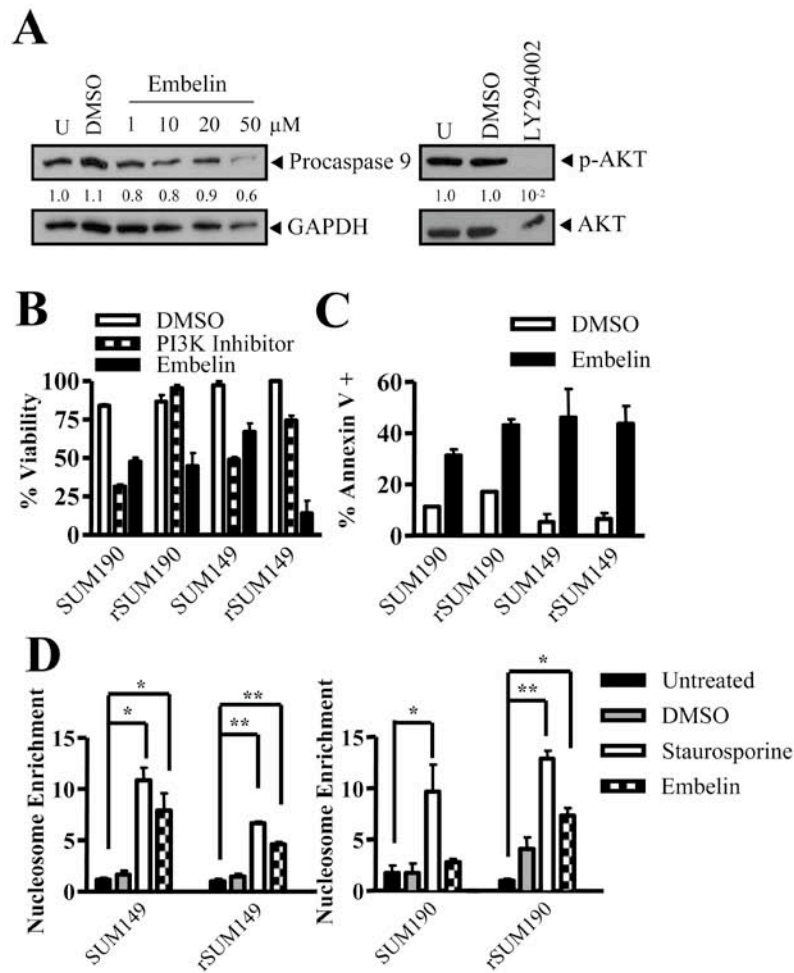 A
U DMSO Embelin
1 10 20 50 µM
Procaspase 9
1.0 1.1 0.8 0.8 0.9 0.6
GAPDH
U DMSO LY294002
p-AKT
1.0 1.0 10-2
AKT
B
DMSO
PI3K Inhibitor
Embelin
% Viability
100
75
50
25
0
SUM190 rSUM190 SUM149 rSUM149
C
DMSO
Embelin
% Annexin V +
60
40
20
0
SUM190 rSUM190 SUM149 rSUM149
D
Nucleosome Enrichment
15
10
5
0
* *
** **
SUM149 rSUM149
Nucleosome Enrichment
15
10
5
0
*
* **
SUM190 rSUM190
Untreated
DMSO
Staurosporine
Embelin